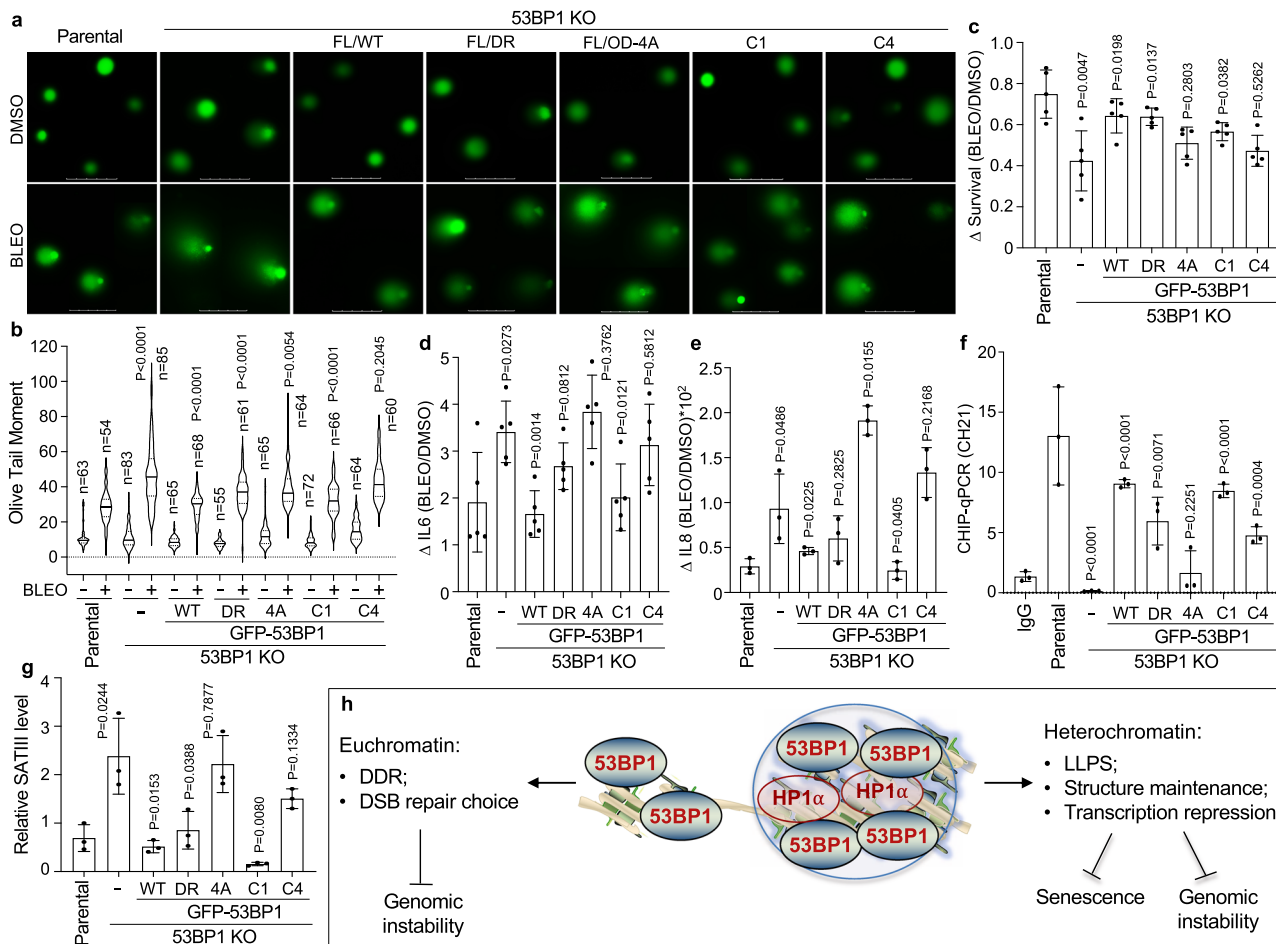 a
53BP1 KO
Parental
FL/WT
FL/DR
FL/OD-4A
C1
C4
DMSO
BLEO
b
Olive Tail Moment
120
100
80
60
40
20
0
n=63
n=54
n=83
P<0.0001
n=85
n=65
P<0.0001
n=68
n=55
P<0.0001
n=61
n=65
P=0.0054
n=64
n=72
P<0.0001
n=66
n=64
P=0.2045
n=60
BLEO
− + − + − + − + − + − + − +
Parental
−
WT
DR
4A
C1
C4
GFP-53BP1
53BP1 KO
c
Δ Survival (BLEO/DMSO)
1.0
0.8
0.6
0.4
0.2
0
P=0.0047
P=0.0198
P=0.0137
P=0.2803
P=0.0382
P=0.5262
Parental
−
WT
DR
4A
C1
C4
GFP-53BP1
53BP1 KO
d
Δ IL6 (BLEO/DMSO)
6
5
4
3
2
1
0
P=0.0273
P=0.0014
P=0.0812
P=0.3762
P=0.0121
P=0.5812
Parental
−
WT
DR
4A
C1
C4
GFP-53BP1
53BP1 KO
e
Δ IL8 (BLEO/DMSO)*10²
2.5
2.0
1.5
1.0
0.5
0
P=0.0486
P=0.0225
P=0.2825
P=0.0155
P=0.0405
P=0.2168
Parental
−
WT
DR
4A
C1
C4
GFP-53BP1
53BP1 KO
f
CHIP-qPCR (CH21)
20
15
10
5
0
P<0.0001
P<0.0001
P=0.0071
P=0.2251
P<0.0001
P=0.0004
IgG
Parental
−
WT
DR
4A
C1
C4
GFP-53BP1
53BP1 KO
g
Relative SATIII level
4
3
2
1
0
P=0.0244
P=0.0153
P=0.0388
P=0.7877
P=0.0080
P=0.1334
Parental
−
WT
DR
4A
C1
C4
GFP-53BP1
53BP1 KO
h
Euchromatin:
• DDR;
• DSB repair choice
Genomic
instability
53BP1
53BP1
53BP1
53BP1
HP1α
HP1α
53BP1
53BP1
Heterochromatin:
• LLPS;
• Structure maintenance;
• Transcription repression
Senescence
Genomic
instability